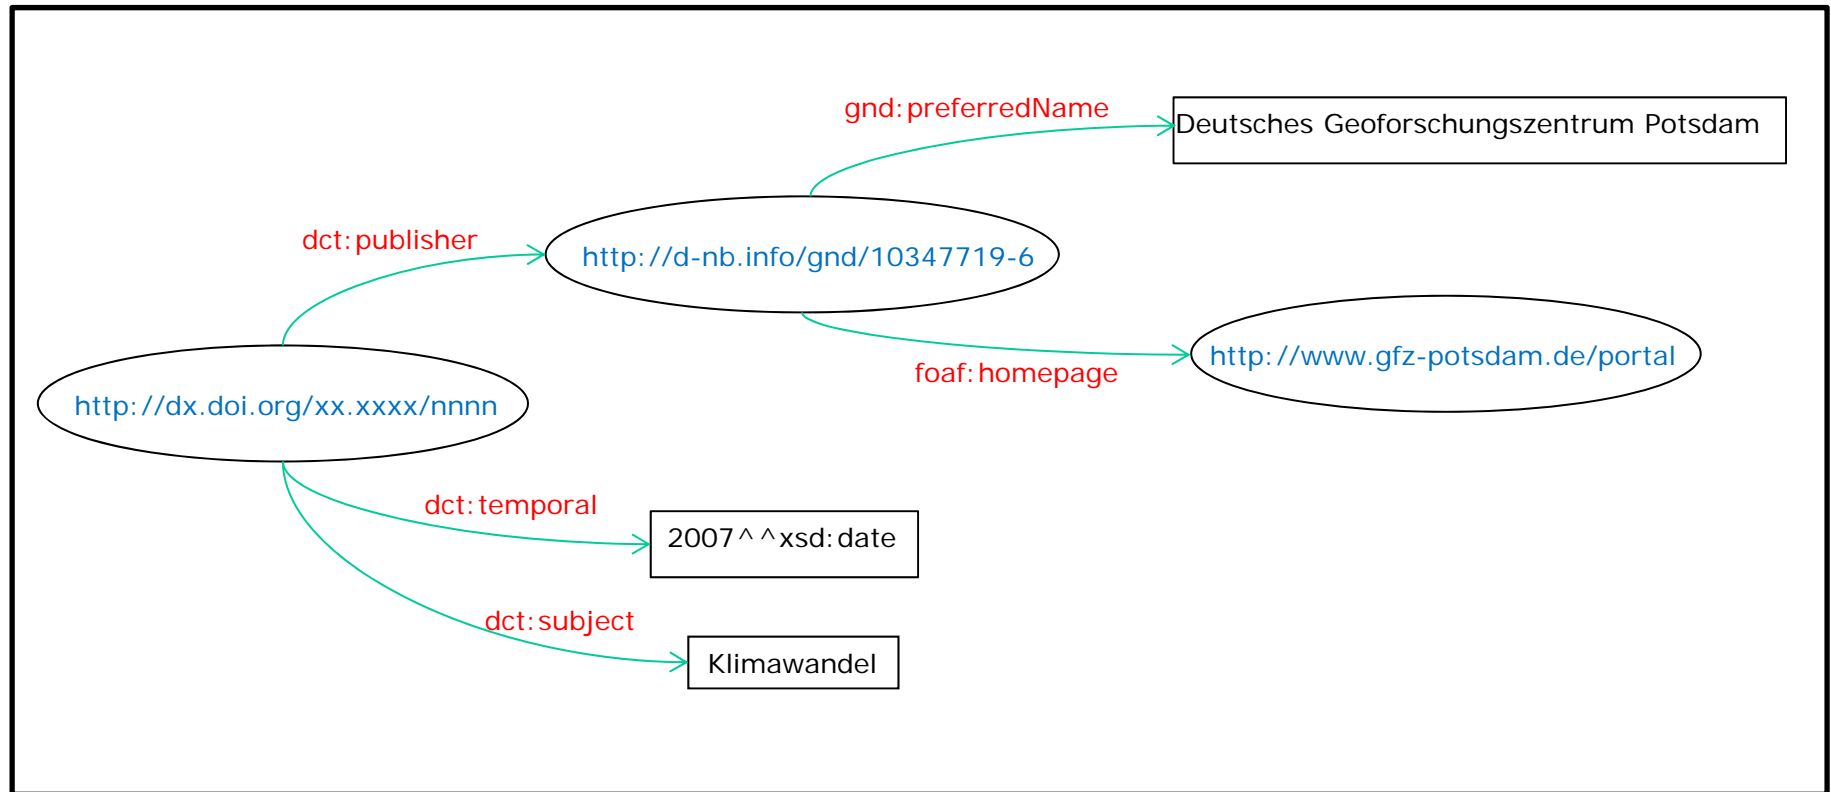 gnd:preferredName
Deutsches Geoforschungszentrum Potsdam
dct:publisher
http://d-nb.info/gnd/10347719-6
http://www.gfz-potsdam.de/portal
foaf:homepage
http://dx.doi.org/xx.xxxx/nnnn
dct:temporal
2007^^xsd:date
dct:subject
Klimawandel